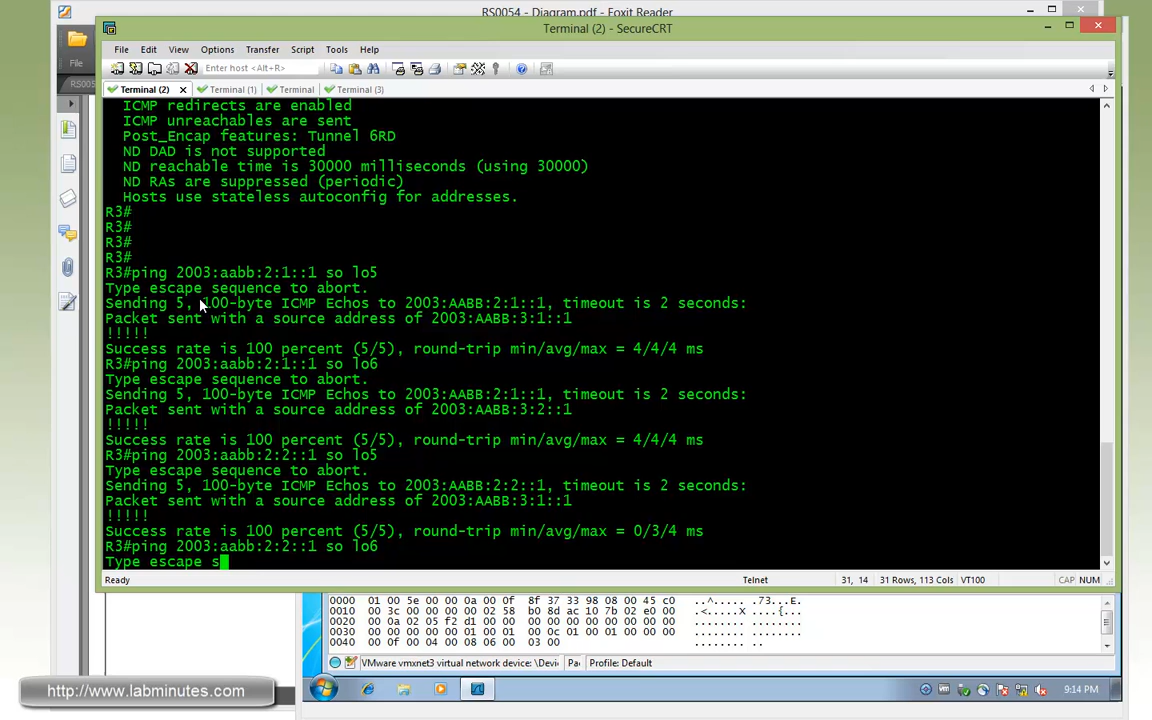 RS0054 - Diagram.pdf - Foxit Reader
Terminal (2) - SecureCRT
File
File Edit View Options Transfer Script Tools Help
Enter host <Alt+R>
RS005
Terminal (2) Terminal (1) Terminal Terminal (3)
ICMP redirects are enabled
ICMP unreachables are sent
Post_Encap features: Tunnel 6RD
ND DAD is not supported
ND reachable time is 30000 milliseconds (using 30000)
ND RAs are suppressed (periodic)
Hosts use stateless autoconfig for addresses.
R3#
R3#
R3#
R3#
R3#ping 2003:aabb:2:1::1 so lo5
Type escape sequence to abort.
Sending 5, 100-byte ICMP Echos to 2003:AABB:2:1::1, timeout is 2 seconds:
Packet sent with a source address of 2003:AABB:3:1::1
!!!!!
Success rate is 100 percent (5/5), round-trip min/avg/max = 4/4/4 ms
R3#ping 2003:aabb:2:1::1 so lo6
Type escape sequence to abort.
Sending 5, 100-byte ICMP Echos to 2003:AABB:2:1::1, timeout is 2 seconds:
Packet sent with a source address of 2003:AABB:3:2::1
!!!!!
Success rate is 100 percent (5/5), round-trip min/avg/max = 4/4/4 ms
R3#ping 2003:aabb:2:2::1 so lo5
Type escape sequence to abort.
Sending 5, 100-byte ICMP Echos to 2003:AABB:2:2::1, timeout is 2 seconds:
Packet sent with a source address of 2003:AABB:3:1::1
!!!!!
Success rate is 100 percent (5/5), round-trip min/avg/max = 0/3/4 ms
R3#ping 2003:aabb:2:2::1 so lo6
Type escape s
Ready Telnet 31, 14 31 Rows, 113 Cols VT100 CAP NUM
0000 01 00 5e 00 00 0a 00 0f 8f 37 33 98 08 00 45 c0 ..^..... .73...E.
0010 00 3c 00 00 00 00 02 58 b0 8d ac 10 7b 02 e0 00 .<.....X ....{...
0020 00 0a 02 05 f2 d1 00 00 00 00 00 00 00 00 00 00 ........ ........
0030 00 00 00 00 00 01 00 01 00 0c 01 00 01 00 00 00 ........ ........
0040 00 0f 00 04 00 08 06 00 03 00 ........ ..
VMware vmxnet3 virtual network device: \Devi Pa Profile: Default
http://www.labminutes.com
9:14 PM